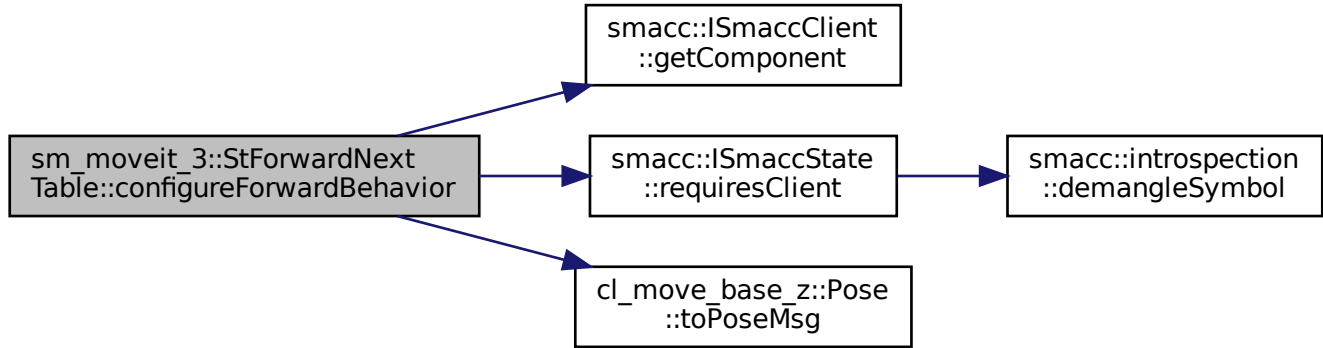 smacc::ISmaccClient
::getComponent
sm_moveit_3::StForwardNext
Table::configureForwardBehavior
smacc::ISmaccState
::requiresClient
smacc::introspection
::demangleSymbol
cl_move_base_z::Pose
::toPoseMsg